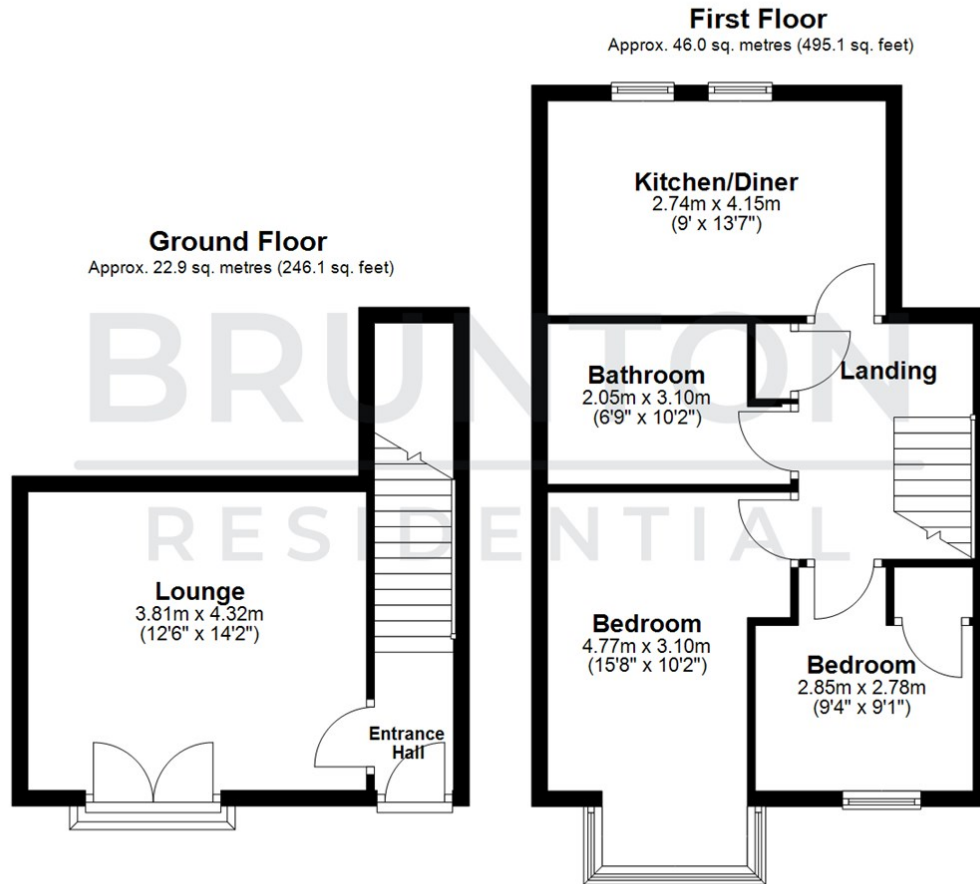 First Floor
Approx. 46.0 sq. metres (495.1 sq. feet)
Kitchen/Diner
2.74m x 4.15m
(9' x 13'7")
Ground Floor
Approx. 22.9 sq. metres (246.1 sq. feet)
BRUNTON
RESIDENTIAL
Landing
Bathroom
2.05m x 3.10m
(6'9" x 10'2")
Lounge
3.81m x 4.32m
(12'6" x 14'2")
Entrance
Hall
Bedroom
4.77m x 3.10m
(15'8" x 10'2")
Bedroom
2.85m x 2.78m
(9'4" x 9'1")